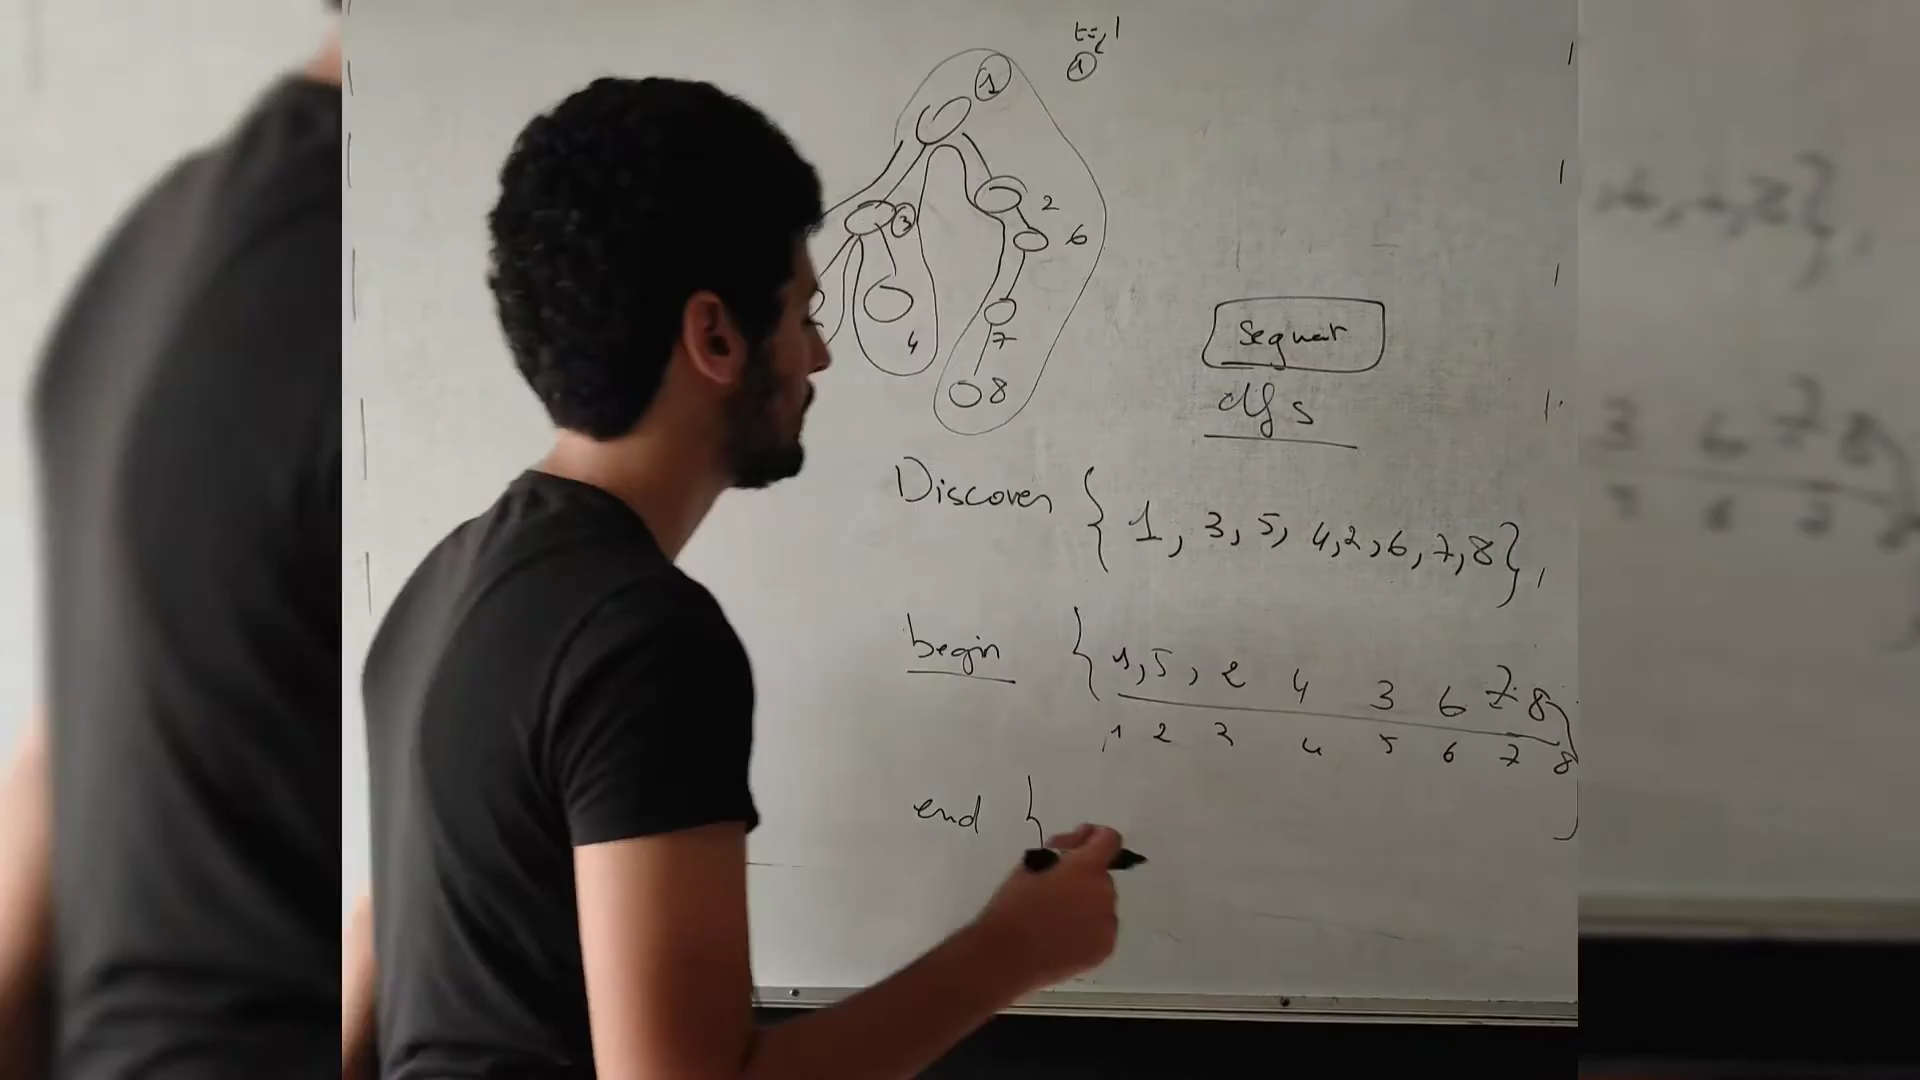 t=1
1
1
3
2
6
4
7
8
Segment
dfs
Discover { 1, 3, 5, 4, 2, 6, 7, 8 },
begin { 1, 5, 2 4 3 6 7 8 }
1 2 3 4 5 6 7 8
end {